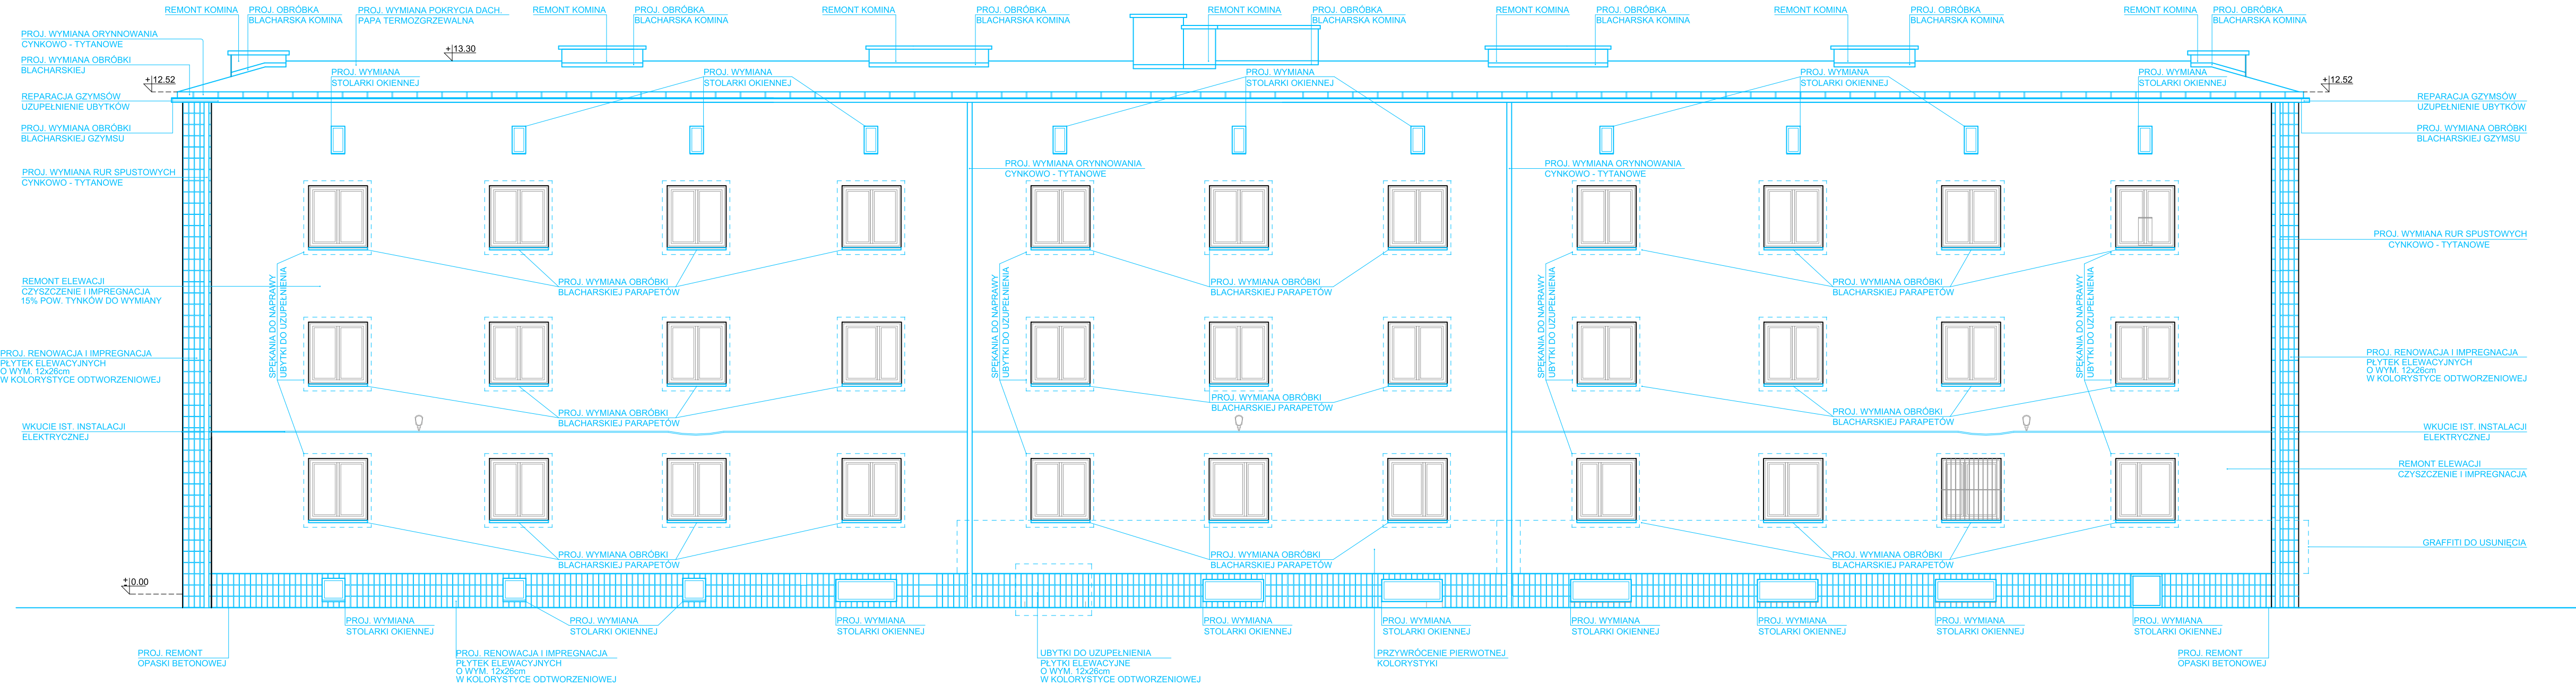 REMONT KOMINA
PROJ. OBRÓBKA
BLACHARSKA KOMINA
PROJ. WYMIANA POKRYCIA DACH.
PAPA TERMOZGRZEWALNA
REMONT KOMINA
PROJ. OBRÓBKA
BLACHARSKA KOMINA
REMONT KOMINA
PROJ. OBRÓBKA
BLACHARSKA KOMINA
REMONT KOMINA
PROJ. OBRÓBKA
BLACHARSKA KOMINA
REMONT KOMINA
PROJ. OBRÓBKA
BLACHARSKA KOMINA
REMONT KOMINA
PROJ. OBRÓBKA
BLACHARSKA KOMINA
REMONT KOMINA
PROJ. OBRÓBKA
BLACHARSKA KOMINA
PROJ. WYMIANA ORYNNOWANIA
CYNKOWO - TYTANOWE
PROJ. WYMIANA OBRÓBKI
BLACHARSKIEJ
+13.30
+12.52
+12.52
PROJ. WYMIANA
STOLARKI OKIENNEJ
PROJ. WYMIANA
STOLARKI OKIENNEJ
PROJ. WYMIANA
STOLARKI OKIENNEJ
PROJ. WYMIANA
STOLARKI OKIENNEJ
PROJ. WYMIANA
STOLARKI OKIENNEJ
REPARACJA GZYMSÓW
UZUPEŁNIENIE UBYTKÓW
REPARACJA GZYMSÓW
UZUPEŁNIENIE UBYTKÓW
PROJ. WYMIANA OBRÓBKI
BLACHARSKIEJ GZYMSU
PROJ. WYMIANA OBRÓBKI
BLACHARSKIEJ GZYMSU
PROJ. WYMIANA RUR SPUSTOWYCH
CYNKOWO - TYTANOWE
PROJ. WYMIANA ORYNNOWANIA
CYNKOWO - TYTANOWE
PROJ. WYMIANA ORYNNOWANIA
CYNKOWO - TYTANOWE
PROJ. WYMIANA RUR SPUSTOWYCH
CYNKOWO - TYTANOWE
REMONT ELEWACJI
CZYSZCZENIE I IMPREGNACJA
15% POW. TYNKÓW DO WYMIANY
SPĘKANIA DO NAPRAWY
UBYTKI DO UZUPEŁNIENIA
PROJ. WYMIANA OBRÓBKI
BLACHARSKIEJ PARAPETÓW
SPĘKANIA DO NAPRAWY
UBYTKI DO UZUPEŁNIENIA
PROJ. WYMIANA OBRÓBKI
BLACHARSKIEJ PARAPETÓW
SPĘKANIA DO NAPRAWY
UBYTKI DO UZUPEŁNIENIA
PROJ. WYMIANA OBRÓBKI
BLACHARSKIEJ PARAPETÓW
SPĘKANIA DO NAPRAWY
UBYTKI DO UZUPEŁNIENIA
PROJ. RENOWACJA I IMPREGNACJA
PŁYTEK ELEWACYJNYCH
O WYM. 12x26cm
W KOLORYSTYCE ODTWORZENIOWEJ
PROJ. RENOWACJA I IMPREGNACJA
PŁYTEK ELEWACYJNYCH
O WYM. 12x26cm
W KOLORYSTYCE ODTWORZENIOWEJ
PROJ. WYMIANA OBRÓBKI
BLACHARSKIEJ PARAPETÓW
PROJ. WYMIANA OBRÓBKI
BLACHARSKIEJ PARAPETÓW
PROJ. WYMIANA OBRÓBKI
BLACHARSKIEJ PARAPETÓW
WKUCIE IST. INSTALACJI
ELEKTRYCZNEJ
WKUCIE IST. INSTALACJI
ELEKTRYCZNEJ
REMONT ELEWACJI
CZYSZCZENIE I IMPREGNACJA
GRAFFITI DO USUNIĘCIA
PROJ. WYMIANA OBRÓBKI
BLACHARSKIEJ PARAPETÓW
PROJ. WYMIANA OBRÓBKI
BLACHARSKIEJ PARAPETÓW
PROJ. WYMIANA OBRÓBKI
BLACHARSKIEJ PARAPETÓW
±0.00
PROJ. WYMIANA
STOLARKI OKIENNEJ
PROJ. WYMIANA
STOLARKI OKIENNEJ
PROJ. WYMIANA
STOLARKI OKIENNEJ
PROJ. WYMIANA
STOLARKI OKIENNEJ
PROJ. WYMIANA
STOLARKI OKIENNEJ
PROJ. WYMIANA
STOLARKI OKIENNEJ
PROJ. WYMIANA
STOLARKI OKIENNEJ
PROJ. WYMIANA
STOLARKI OKIENNEJ
PROJ. WYMIANA
STOLARKI OKIENNEJ
PROJ. REMONT
OPASKI BETONOWEJ
PROJ. RENOWACJA I IMPREGNACJA
PŁYTEK ELEWACYJNYCH
O WYM. 12x26cm
W KOLORYSTYCE ODTWORZENIOWEJ
UBYTKI DO UZUPEŁNIENIA
PŁYTKI ELEWACYJNE
O WYM. 12x26cm
W KOLORYSTYCE ODTWORZENIOWEJ
PRZYWRÓCENIE PIERWOTNEJ
KOLORYSTYKI
PROJ. REMONT
OPASKI BETONOWEJ